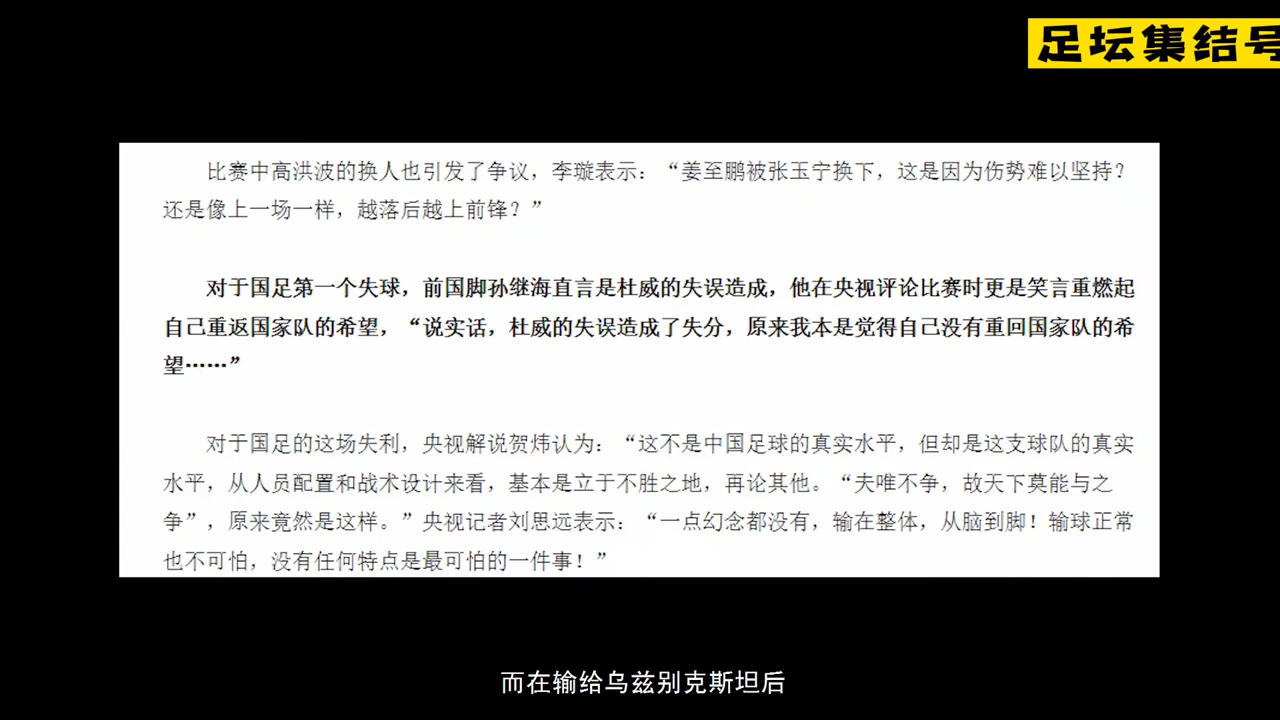 足坛集结号
比赛中高洪波的换人也引发了争议，李璇表示：“姜至鹏被张玉宁换下，这是因为伤势难以坚持？
还是像上一场一样，越落后越上前锋？”
对于国足第一个失球，前国脚孙继海直言是杜威的失误造成，他在央视评论比赛时更是笑言重燃起
自己重返国家队的希望，“说实话，杜威的失误造成了失分，原来我本是觉得自己没有重回国家队的希
望……”
对于国足的这场失利，央视解说贺炜认为：“这不是中国足球的真实水平，但却是这支球队的真实
水平，从人员配置和战术设计来看，基本是立于不胜之地，再论其他。“夫唯不争，故天下莫能与之
争”，原来竟然是这样。”央视记者刘思远表示：“一点幻念都没有，输在整体，从脑到脚！输球正常
也不可怕，没有任何特点是最可怕的一件事！”
而在输给乌兹别克斯坦后